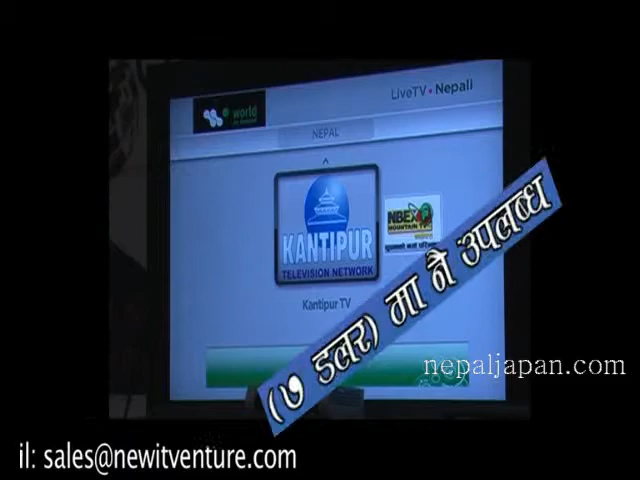 world
LiveTV • Nepali
NEPAL
KANTIPUR
TELEVISION NETWORK
NBEX
MOUNTAIN TV
Kantipur TV
(७ डलर) मा नै उपलब्ध
nepaljapan.com
il: sales@newitventure.com